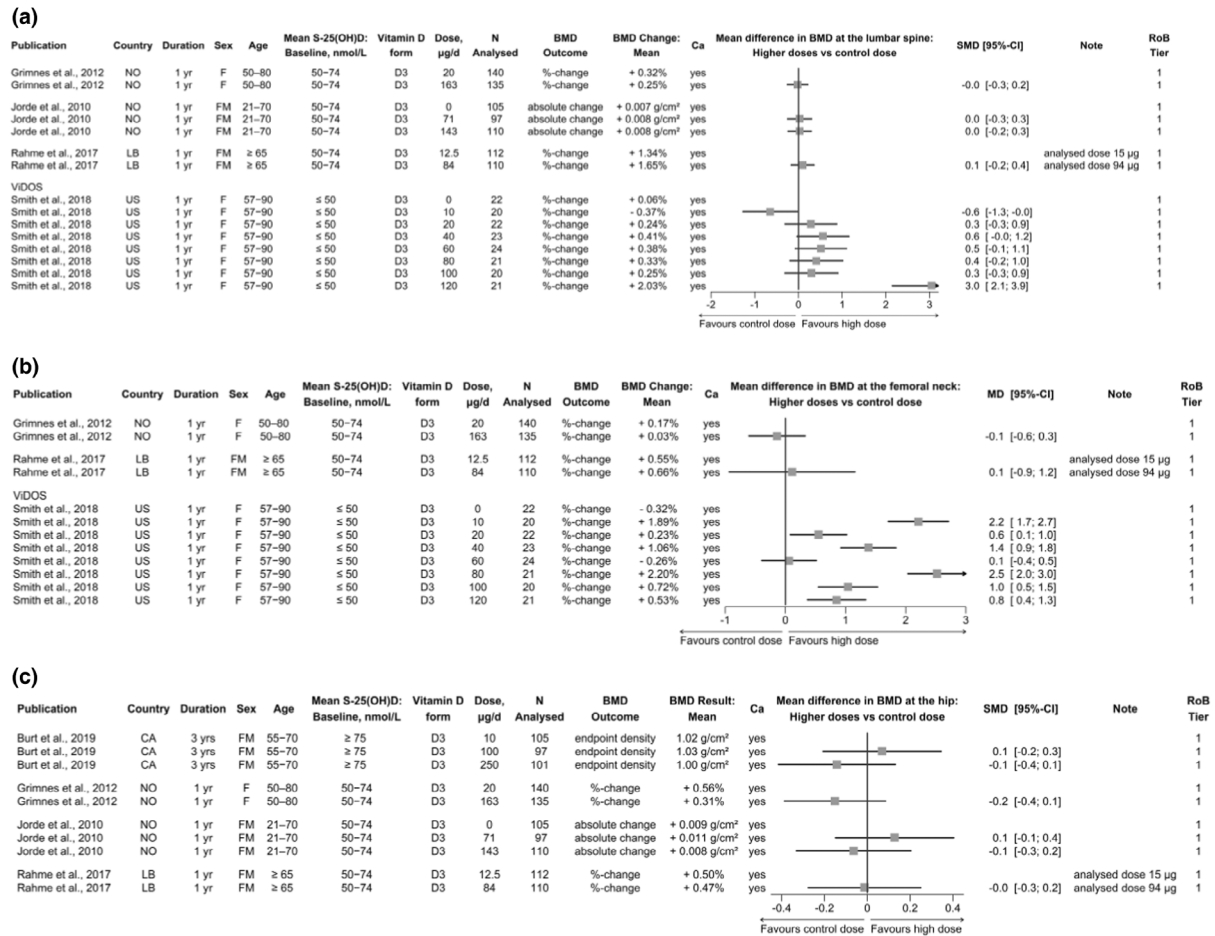 (a)
Publication Country Duration Sex Age Mean S-25(OH)D: Baseline, nmol/L Vitamin D form Dose, µg/d N Analysed BMD Outcome BMD Change: Mean Ca Mean difference in BMD at the lumbar spine: Higher doses vs control dose SMD [95%-CI] Note RoB Tier
Grimnes et al., 2012 NO 1 yr F 50−80 50−74 D3 20 140 %-change + 0.32% yes 1
Grimnes et al., 2012 NO 1 yr F 50−80 50−74 D3 163 135 %-change + 0.25% yes -0.0 [-0.3; 0.2] 1
Jorde et al., 2010 NO 1 yr FM 21−70 50−74 D3 0 105 absolute change + 0.007 g/cm² yes 1
Jorde et al., 2010 NO 1 yr FM 21−70 50−74 D3 71 97 absolute change + 0.008 g/cm² yes 0.0 [-0.3; 0.3] 1
Jorde et al., 2010 NO 1 yr FM 21−70 50−74 D3 143 110 absolute change + 0.008 g/cm² yes 0.0 [-0.2; 0.3] 1
Rahme et al., 2017 LB 1 yr FM ≥ 65 50−74 D3 12.5 112 %-change + 1.34% yes analysed dose 15 µg 1
Rahme et al., 2017 LB 1 yr FM ≥ 65 50−74 D3 84 110 %-change + 1.65% yes 0.1 [-0.2; 0.4] analysed dose 94 µg 1
ViDOS
Smith et al., 2018 US 1 yr F 57−90 ≤ 50 D3 0 22 %-change + 0.06% yes 1
Smith et al., 2018 US 1 yr F 57−90 ≤ 50 D3 10 20 %-change - 0.37% yes -0.6 [-1.3; -0.0] 1
Smith et al., 2018 US 1 yr F 57−90 ≤ 50 D3 20 22 %-change + 0.24% yes 0.3 [-0.3; 0.9] 1
Smith et al., 2018 US 1 yr F 57−90 ≤ 50 D3 40 23 %-change + 0.41% yes 0.6 [-0.0; 1.2] 1
Smith et al., 2018 US 1 yr F 57−90 ≤ 50 D3 60 24 %-change + 0.38% yes 0.5 [-0.1; 1.1] 1
Smith et al., 2018 US 1 yr F 57−90 ≤ 50 D3 80 21 %-change + 0.33% yes 0.4 [-0.2; 1.0] 1
Smith et al., 2018 US 1 yr F 57−90 ≤ 50 D3 100 20 %-change + 0.25% yes 0.3 [-0.3; 0.9] 1
Smith et al., 2018 US 1 yr F 57−90 ≤ 50 D3 120 21 %-change + 2.03% yes 3.0 [ 2.1; 3.9] 1
-2 -1 0 1 2 3
Favours control dose Favours high dose
(b)
Publication Country Duration Sex Age Mean S-25(OH)D: Baseline, nmol/L Vitamin D form Dose, µg/d N Analysed BMD Outcome BMD Change: Mean Ca Mean difference in BMD at the femoral neck: Higher doses vs control dose MD [95%-CI] RoB Tier
Grimnes et al., 2012 NO 1 yr F 50−80 50−74 D3 20 140 %-change + 0.17% yes 1
Grimnes et al., 2012 NO 1 yr F 50−80 50−74 D3 163 135 %-change + 0.03% yes -0.1 [-0.6; 0.3] 1
Rahme et al., 2017 LB 1 yr FM ≥ 65 50−74 D3 12.5 112 %-change + 0.55% yes analysed dose 15 µg 1
Rahme et al., 2017 LB 1 yr FM ≥ 65 50−74 D3 84 110 %-change + 0.66% yes 0.1 [-0.9; 1.2] analysed dose 94 µg 1
ViDOS
Smith et al., 2018 US 1 yr F 57−90 ≤ 50 D3 0 22 %-change - 0.32% yes 1
Smith et al., 2018 US 1 yr F 57−90 ≤ 50 D3 10 20 %-change + 1.89% yes 2.2 [ 1.7; 2.7] 1
Smith et al., 2018 US 1 yr F 57−90 ≤ 50 D3 20 22 %-change + 0.23% yes 0.6 [ 0.1; 1.0] 1
Smith et al., 2018 US 1 yr F 57−90 ≤ 50 D3 40 23 %-change + 1.06% yes 1.4 [ 0.9; 1.8] 1
Smith et al., 2018 US 1 yr F 57−90 ≤ 50 D3 60 24 %-change - 0.26% yes 0.1 [-0.4; 0.5] 1
Smith et al., 2018 US 1 yr F 57−90 ≤ 50 D3 80 21 %-change + 2.20% yes 2.5 [ 2.0; 3.0] 1
Smith et al., 2018 US 1 yr F 57−90 ≤ 50 D3 100 20 %-change + 0.72% yes 1.0 [ 0.5; 1.5] 1
Smith et al., 2018 US 1 yr F 57−90 ≤ 50 D3 120 21 %-change + 0.53% yes 0.8 [ 0.4; 1.3] 1
-1 0 1 2 3
Favours control dose Favours high dose
(c)
Publication Country Duration Sex Age Mean S-25(OH)D: Baseline, nmol/L Vitamin D form Dose, µg/d N Analysed BMD Outcome BMD Result: Mean Ca Mean difference in BMD at the hip: Higher doses vs control dose SMD [95%-CI] Note RoB Tier
Burt et al., 2019 CA 3 yrs FM 55−70 ≥ 75 D3 10 105 endpoint density 1.02 g/cm² yes 1
Burt et al., 2019 CA 3 yrs FM 55−70 ≥ 75 D3 100 97 endpoint density 1.03 g/cm² yes 0.1 [-0.2; 0.3] 1
Burt et al., 2019 CA 3 yrs FM 55−70 ≥ 75 D3 250 101 endpoint density 1.00 g/cm² yes -0.1 [-0.4; 0.1] 1
Grimnes et al., 2012 NO 1 yr F 50−80 50−74 D3 20 140 %-change + 0.56% yes 1
Grimnes et al., 2012 NO 1 yr F 50−80 50−74 D3 163 135 %-change + 0.31% yes -0.2 [-0.4; 0.1] 1
Jorde et al., 2010 NO 1 yr FM 21−70 50−74 D3 0 105 absolute change + 0.009 g/cm² yes 1
Jorde et al., 2010 NO 1 yr FM 21−70 50−74 D3 71 97 absolute change + 0.011 g/cm² yes 0.1 [-0.1; 0.4] 1
Jorde et al., 2010 NO 1 yr FM 21−70 50−74 D3 143 110 absolute change + 0.008 g/cm² yes -0.1 [-0.3; 0.2] 1
Rahme et al., 2017 LB 1 yr FM ≥ 65 50−74 D3 12.5 112 %-change + 0.50% yes analysed dose 15 µg 1
Rahme et al., 2017 LB 1 yr FM ≥ 65 50−74 D3 84 110 %-change + 0.47% yes -0.0 [-0.3; 0.2] analysed dose 94 µg 1
-0.4 -0.2 0 0.2 0.4
Favours control dose Favours high dose